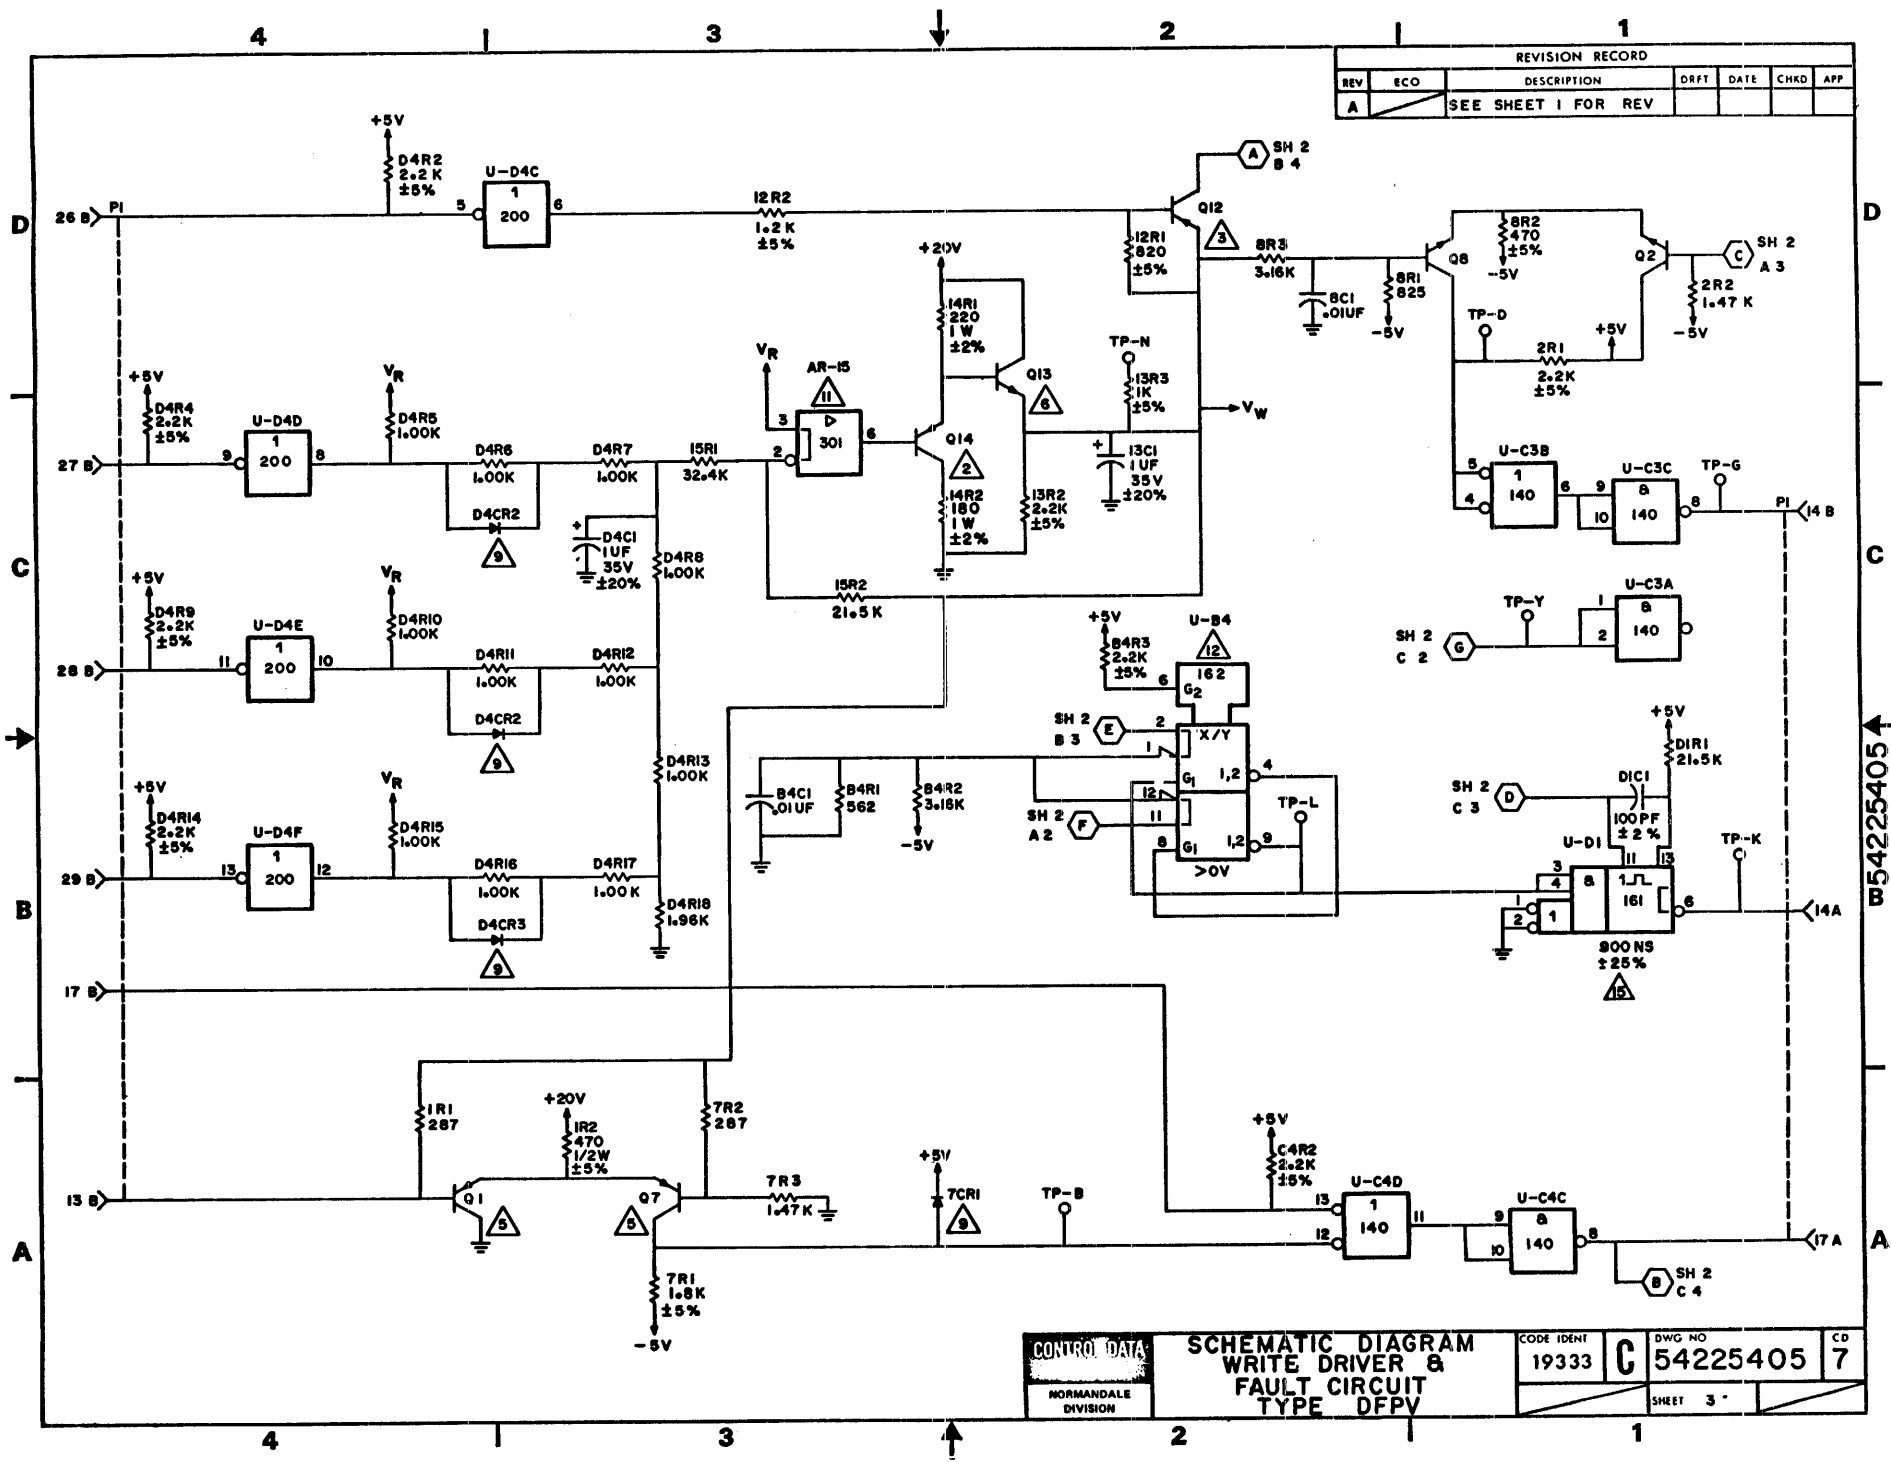 4
3
2
1
REVISION RECORD
REV
ECO
DESCRIPTION
DRFT
DATE
CHKD
APP
A
SEE SHEET 1 FOR REV
D
D
C
C
B
B
A
A
54225405
26 B
P1
+5V
D4R2
2.2K
±5%
U-D4C
5
1
200
6
12R2
1.2K
±5%
A
SH 2
B 4
Q12
3
12R1
820
±5%
8R3
3.16K
8C1
.01UF
8R1
825
-5V
Q8
8R2
470
±5%
-5V
Q2
C
SH 2
A 3
2R2
1.47 K
-5V
TP-D
2R1
2.2K
±5%
+5V
+20V
14R1
220
1 W
±2%
Q13
6
TP-N
13R3
1K
±5%
VW
VR
AR-15
11
3
2
301
6
Q14
2
14R2
180
1 W
±2%
13R2
2.2K
±5%
+
13C1
1 UF
35V
±20%
15R2
21.5 K
27 B
+5V
D4R4
2.2K
±5%
U-D4D
9
1
200
8
VR
D4R5
1.00K
D4R6
1.00K
D4CR2
9
D4R7
1.00K
15R1
32.4K
+
D4C1
1UF
35V
±20%
D4R8
1.00K
U-C3B
5
4
1
140
6
U-C3C
9
10
&
140
8
TP-G
P1
14 B
28 B
+5V
D4R9
2.2K
±5%
U-D4E
11
1
200
10
VR
D4R10
1.00K
D4R11
1.00K
D4CR2
9
D4R12
1.00K
D4R13
1.00K
SH 2
C 2
G
TP-Y
U-C3A
1
2
&
140
+5V
B4R3
2.2K
±5%
U-B4
12
162
6
G2
SH 2
B 3
E
2
1
X/Y
G1
1,2
4
12
11
SH 2
A 2
F
8
G1
1,2
9
>0V
TP-L
B4C1
.01UF
B4R1
562
B4R2
3.16K
-5V
29 B
+5V
D4R14
2.2K
±5%
U-D4F
13
1
200
12
VR
D4R15
1.00K
D4R16
1.00K
D4CR3
9
D4R17
1.00K
D4R18
1.96K
SH 2
C 3
D
D1C1
100 PF
±2%
+5V
D1R1
21.5K
U-D1
11
13
3
4
1
2
&
1
1
161
6
900 NS
±25%
15
TP-K
14A
17 B
13 B
1R1
287
+20V
1R2
470
1/2W
±5%
Q1
5
Q7
5
7R2
287
7R3
1.47K
7R1
1.8K
±5%
-5V
+5V
7CR1
9
TP-B
+5V
C4R2
2.2K
±5%
U-C4D
13
12
1
140
11
U-C4C
9
10
&
140
8
17 A
B
SH 2
C 4
CONTROL DATA
NORMANDALE
DIVISION
SCHEMATIC DIAGRAM
WRITE DRIVER &
FAULT CIRCUIT
TYPE DFPV
CODE IDENT
19333
C
DWG NO
54225405
CD
7
SHEET 3
4
3
2
1